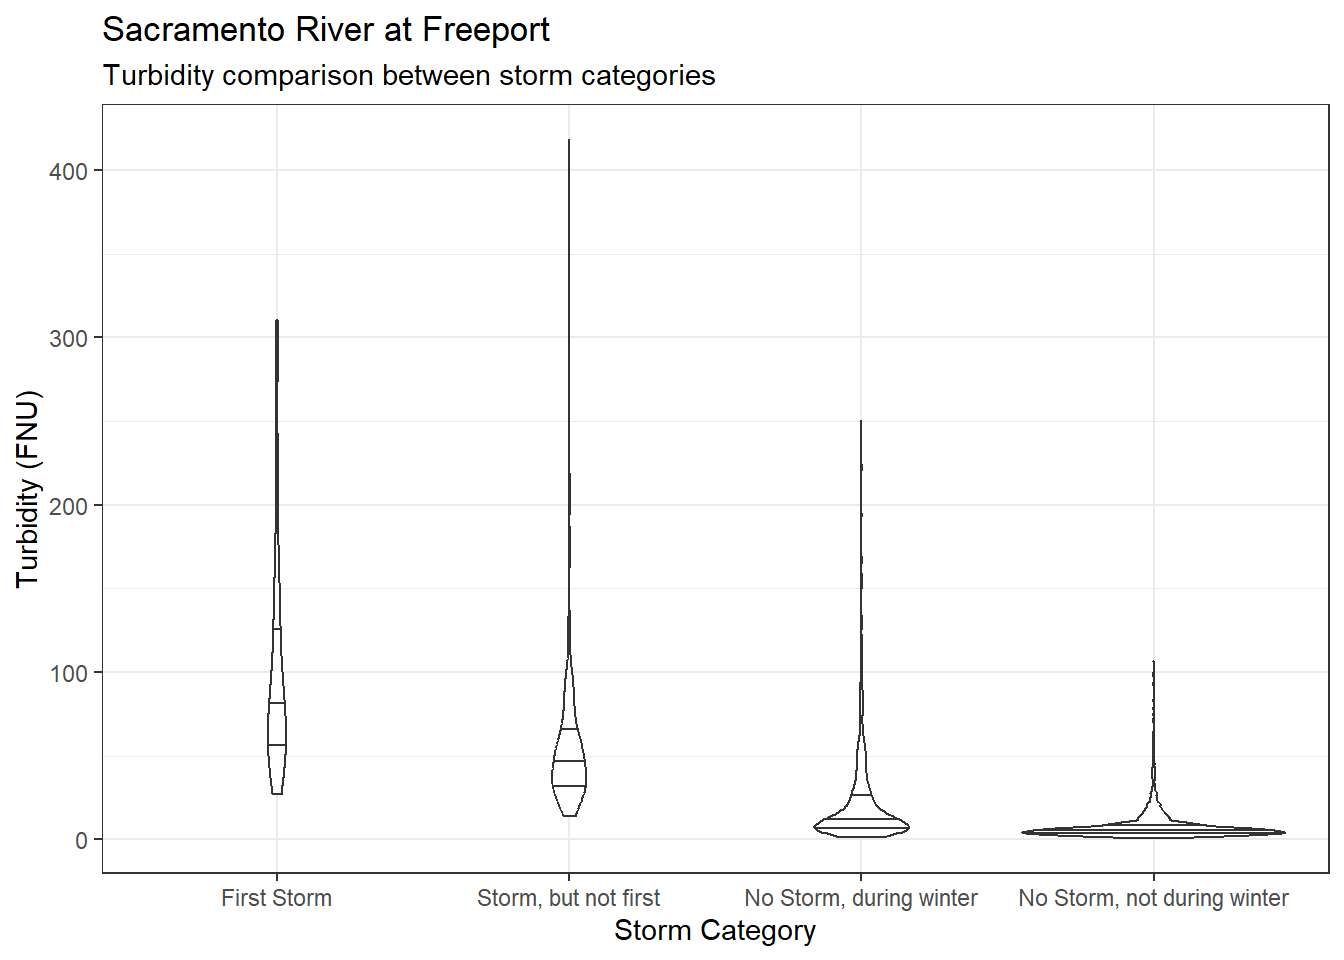 Sacramento River at Freeport
Turbidity comparison between storm categories
Turbidity (FNU)
400
300
200
100
0
First Storm
Storm, but not first
No Storm, during winter
No Storm, not during winter
Storm Category